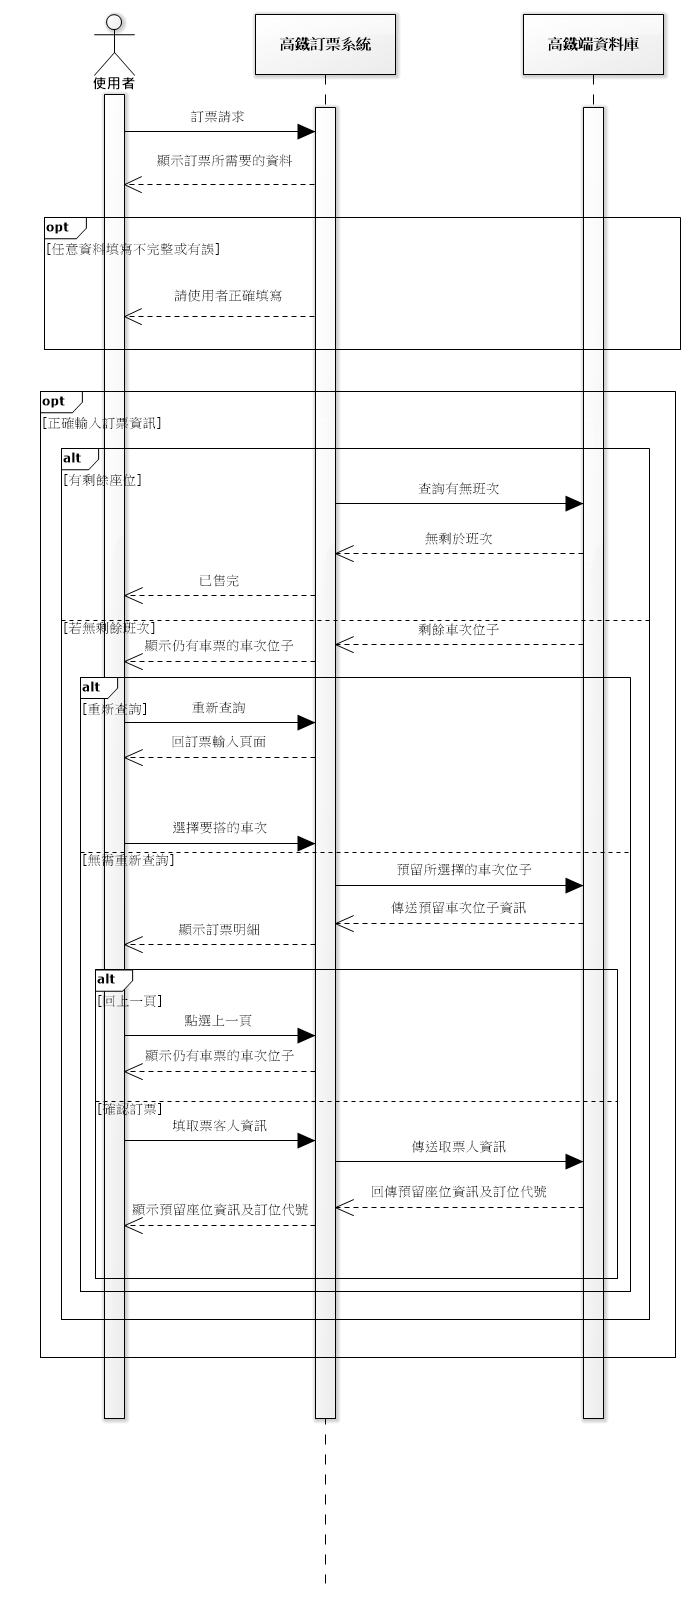 使用者
高鐵訂票系統
高鐵端資料庫
訂票請求
顯示訂票所需要的資料
opt
[任意資料填寫不完整或有誤]
請使用者正確填寫
opt
[正確輸入訂票資訊]
alt
[有剩餘座位]
查詢有無班次
無剩於班次
已售完
[若無剩餘班次]
剩餘車次位子
顯示仍有車票的車次位子
alt
[重新查詢]
重新查詢
回訂票輸入頁面
選擇要搭的車次
[無需重新查詢]
預留所選擇的車次位子
傳送預留車次位子資訊
顯示訂票明細
alt
[回上一頁]
點選上一頁
顯示仍有車票的車次位子
[確認訂票]
填取票客人資訊
傳送取票人資訊
回傳預留座位資訊及訂位代號
顯示預留座位資訊及訂位代號